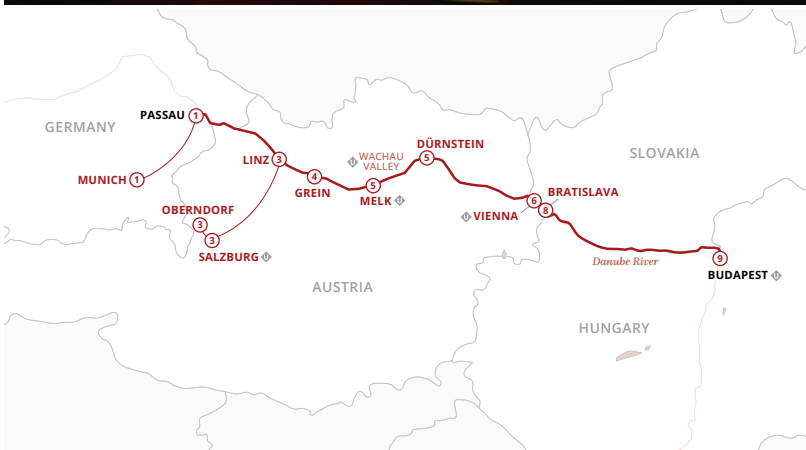 PASSAU 1
GERMANY
MUNICH 1
LINZ 3
OBERNDORF
3
3
SALZBURG U
4
GREIN
U WACHAU
VALLEY
5
MELK U
DÜRNSTEIN
5
SLOVAKIA
6
U VIENNA
BRATISLAVA
8
Danube River
9
BUDAPEST U
AUSTRIA
HUNGARY